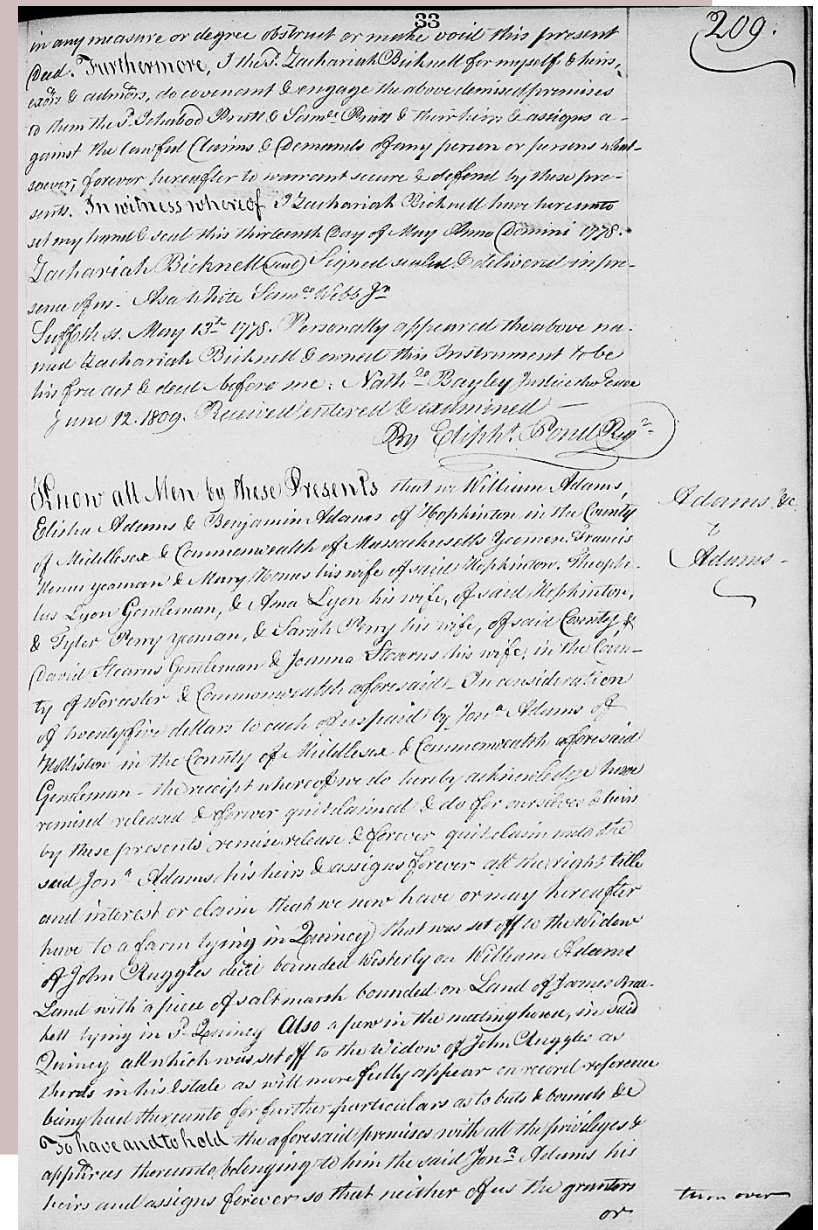 33
209.
in any measure or degree obstruct or make void this present
Deed. Furthermore, I the s. Zachariah Bicknell for myself & heirs,
exõrs & admõrs, do covenant & engage the above demised premises
to them the s. Ichabod Pratt & Saml. Pratt & their heirs & assigns a-
gainst the lawful Claims & Demands of any person or persons what-
soever, forever hereafter to warrant secure & defend by these pre-
sents. In witness whereof I Zachariah Bicknell have hereunto
set my hand & seal this thirteenth Day of May Anno Domini 1778.
Zachariah Bicknell (seal) Signed sealed & delivered in pre-
sence of us. Asa White Saml. Webb Jr.
Suffolk ss. May 13th 1778. Personally appeared the above na-
med Zachariah Bicknell & owned this Instrument to be
his free act & deed before me: Nathl. Bayley Justice of Peace
June 12. 1809. Received entered & examined
By Elipht. Pond Regr.
Know all Men by these Presents that we William Adams,
Elisha Adams & Benjamin Adams of Hopkinton in the County
of Middlesex & Commonwealth of Massachusetts Yeomen. Francis
yeoman & Mary his wife of said Hopkinton. Theophi-
lus Lyon Gentleman, & Ama Lyon his wife, of said Hopkinton,
& Tyler Perry yeoman, & Sarah Perry his wife, of said County, &
David Stearns Gentleman & Joanna Stearns his wife, in the Coun-
ty of Worcester & Commonwealth aforesaid - In consideration
of twenty five dollars to each of us paid by Jona. Adams of
Holliston in the County of Middlesex & Commonwealth aforesaid
Gentleman - the receipt whereof we do hereby acknowledge have
remised released & forever quitclaimed & do for ourselves & heirs
by these presents remise release & forever quitclaim unto the
said Jona. Adams his heirs & assigns forever all the right title
and interest or claim that we now have or may hereafter
have to a farm lying in Quincy that was set off to the Widow
of John Ruggles decd bounded Westerly on William Adams
Land with a piece of salt marsh bounded on Land of James Brac-
kett lying in s. Quincy Also a pew in the meeting house, in said
Quincy all which was set off to the Widow of John Ruggles as
thirds in his Estate as will more fully appear on record reference
being had thereunto for further particulars as to buts & bounds &c
To have and to hold the aforesaid premises with all the privileges &
appũrces thereunto belonging to him the said Jona. Adams his
heirs and assigns forever so that neither of us the grantors
or
Adams &c
to
Adams
turn over